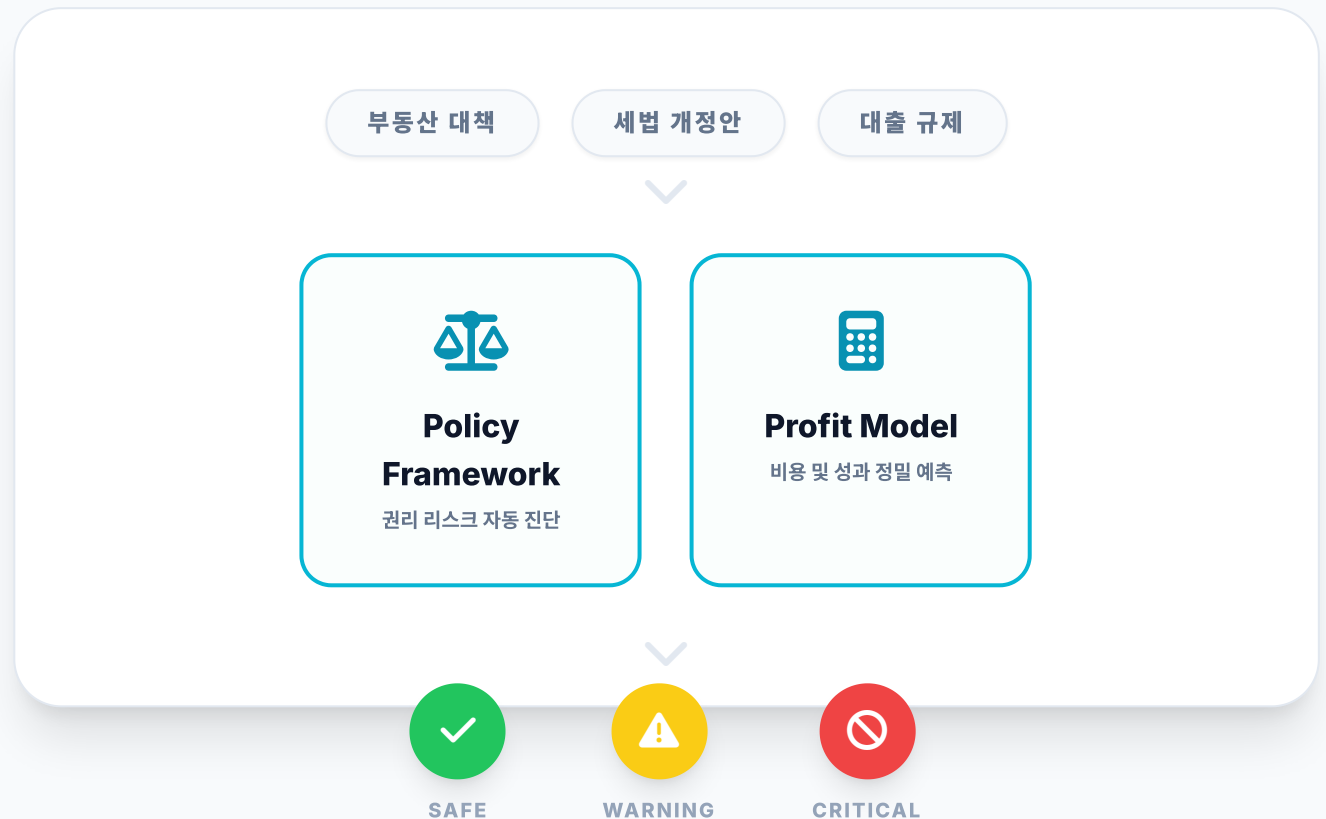 부동산 대책
세법 개정안
대출 규제
Policy
Framework
권리 리스크 자동 진단
Profit Model
비용 및 성과 정밀 예측
SAFE
WARNING
CRITICAL